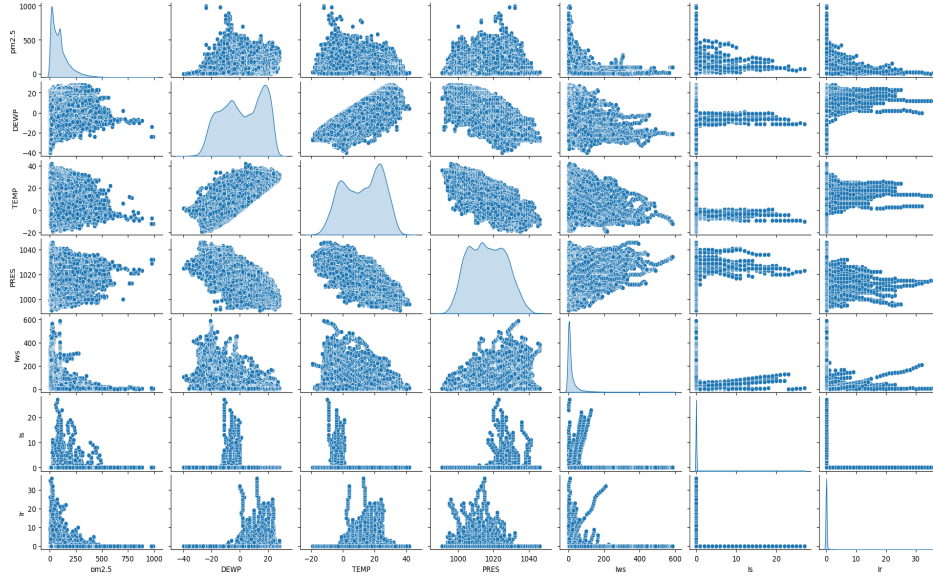 1000
500
0
pm2.5
20
0
−20
−40
DEWP
40
20
0
−20
TEMP
1040
1020
1000
PRES
600
400
200
0
Iws
20
10
0
Is
30
20
10
0
Ir
0 250 500 750 1000
−40 −20 0 20
−20 0 20 40
1000 1020 1040
0 200 400 600
0 10 20
0 10 20 30
pm2.5 DEWP TEMP PRES Iws Is Ir